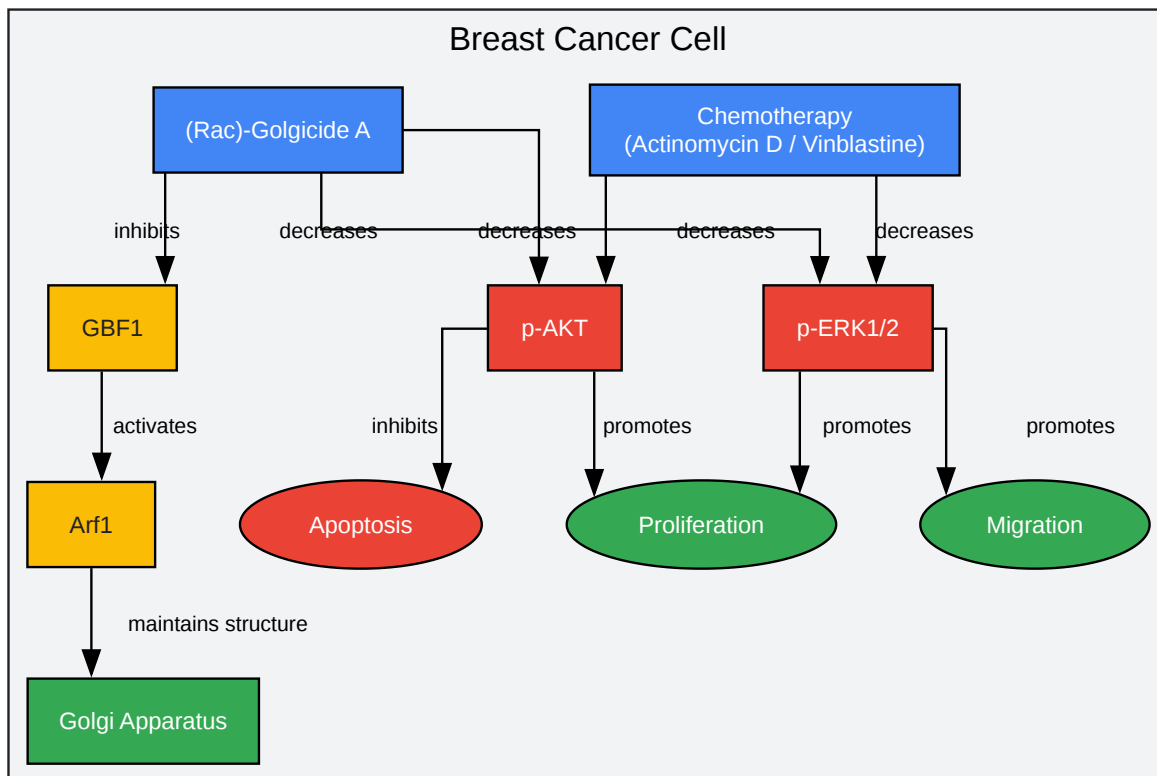 Breast Cancer Cell
(Rac)-Golgicide A
Chemotherapy
(Actinomycin D / Vinblastine)
inhibits
decreases
decreases
decreases
decreases
GBF1
p-AKT
p-ERK1/2
activates
inhibits
promotes
promotes
promotes
Arf1
Apoptosis
Proliferation
Migration
maintains structure
Golgi Apparatus